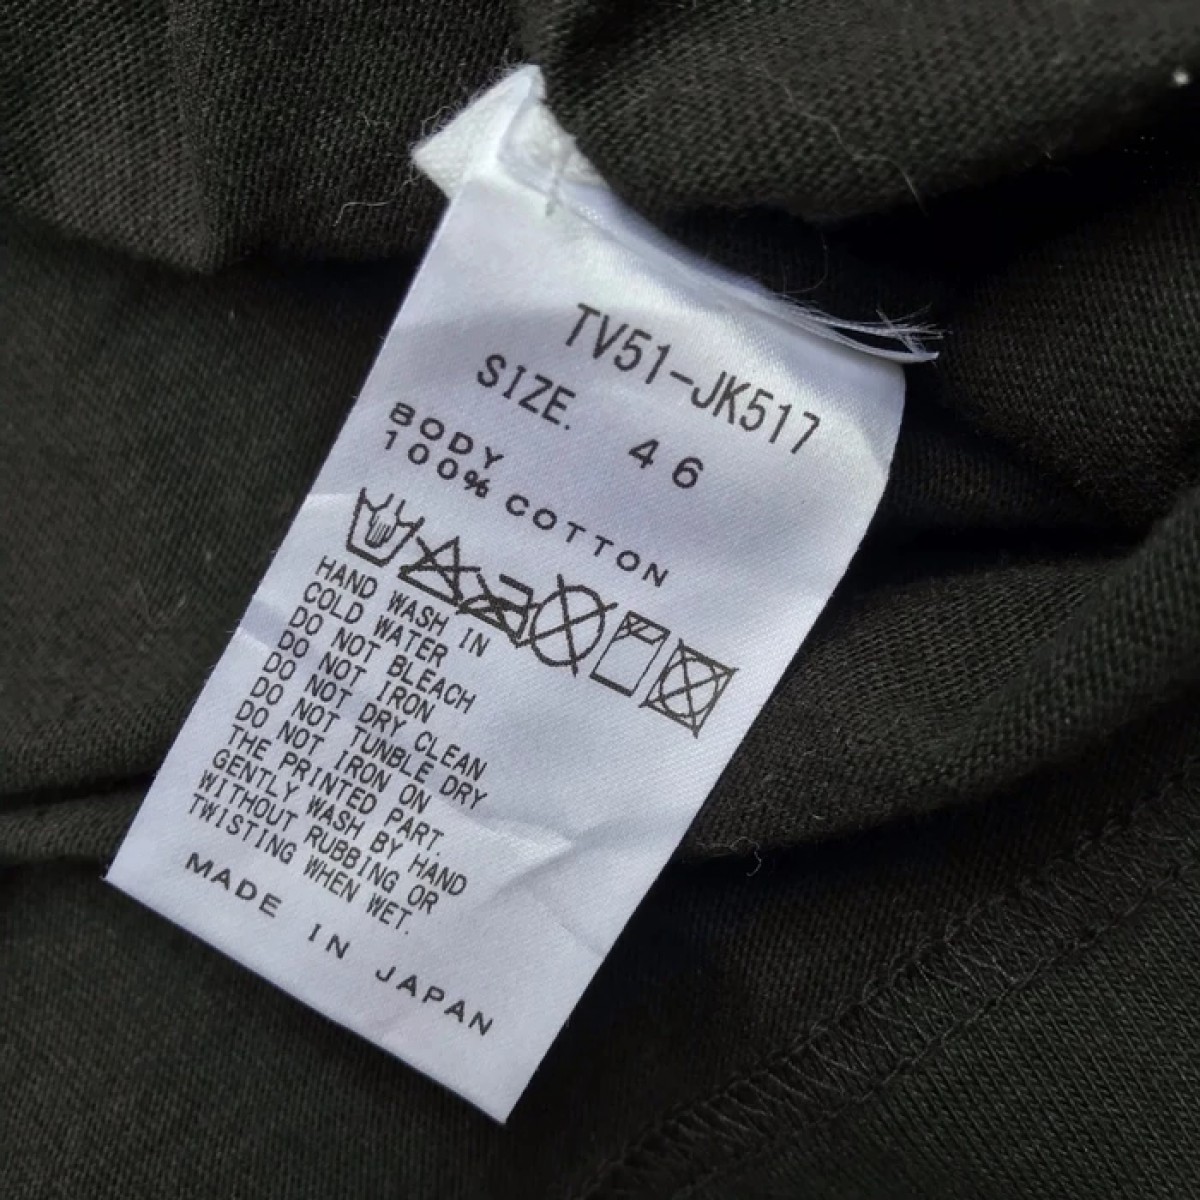 TV51-JK517
SIZE. 46
BODY
100% COTTON
HAND WASH IN
COLD WATER
DO NOT BLEACH
DO NOT IRON
DO NOT DRY CLEAN
DO NOT TUNBLE DRY
DO NOT IRON ON
THE PRINTED PART.
GENTLY WASH BY HAND
WITHOUT RUBBING OR
TWISTING WHEN WET.
MADE IN JAPAN